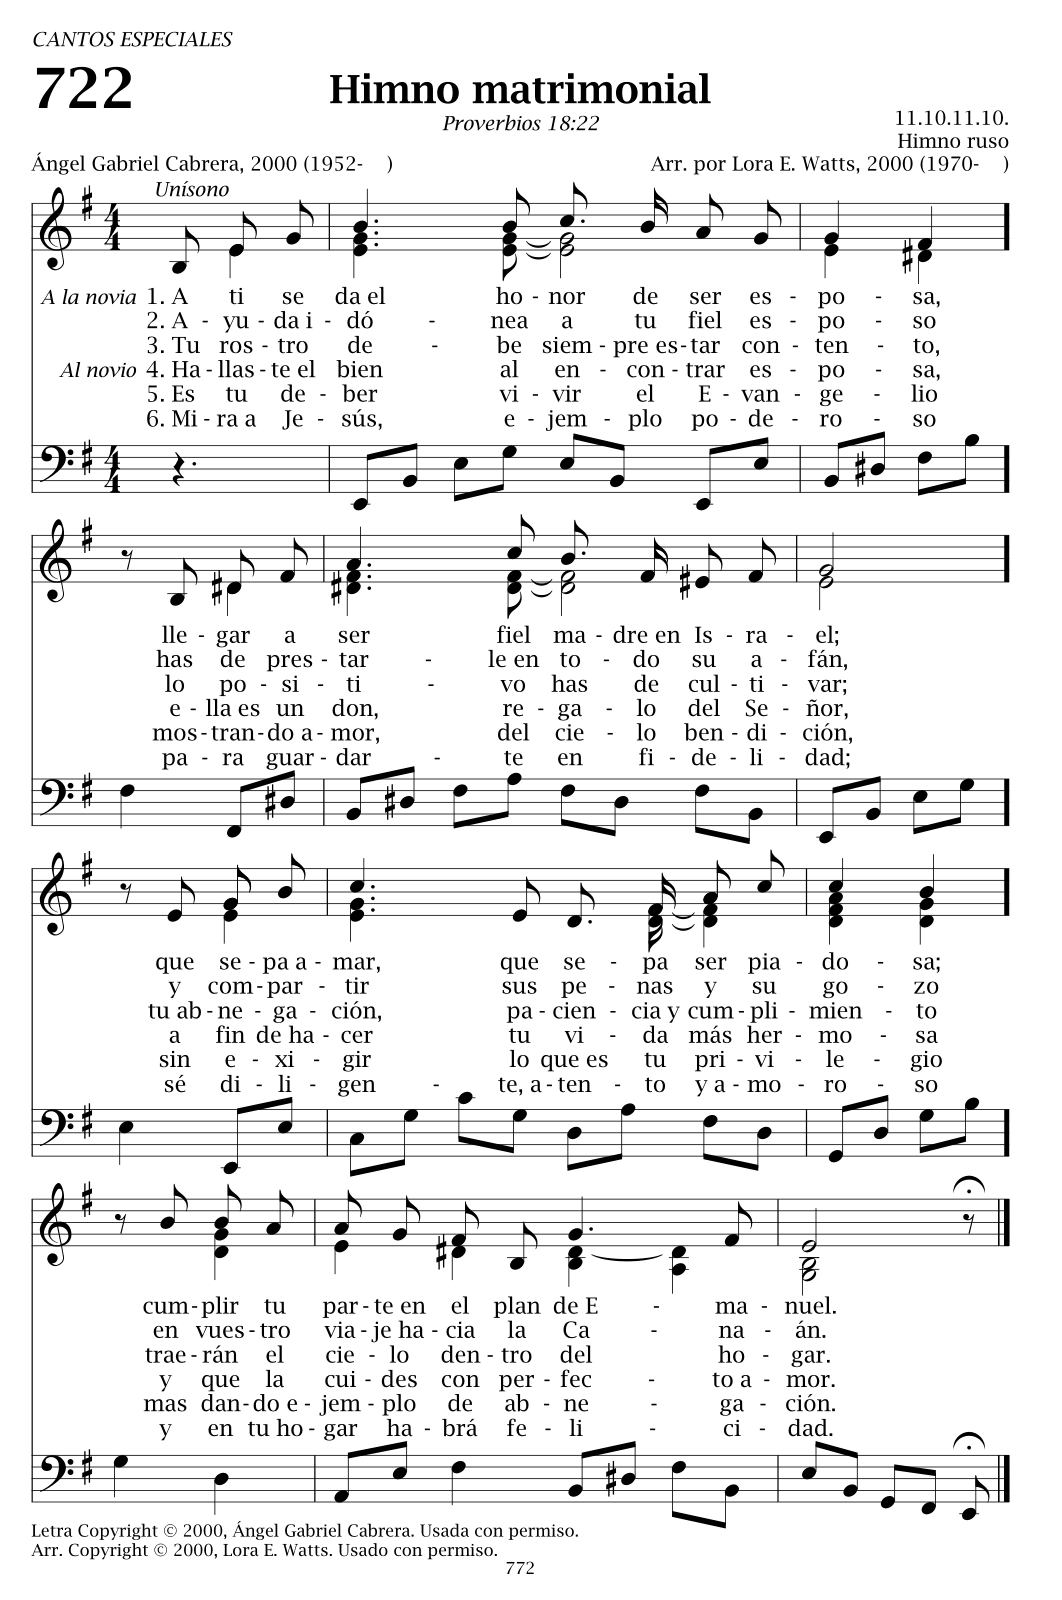 CANTOS ESPECIALES
722
Himno matrimonial
Proverbios 18:22
11.10.11.10.
Himno ruso
Ángel Gabriel Cabrera, 2000 (1952-    )
Arr. por Lora E. Watts, 2000 (1970-    )
Unísono
A la novia 1. A ti se da el ho - nor de ser es - po - sa,
2. A - yu - da i - dó - nea a tu fiel es - po - so
3. Tu ros - tro de - be siem - pre es - tar con - ten - to,
Al novio 4. Ha - llas - te el bien al en - con - trar es - po - sa,
5. Es tu de - ber vi - vir el E - van - ge - lio
6. Mi - ra a Je - sús, e - jem - plo po - de - ro - so
lle - gar a ser fiel ma - dre en Is - ra - el;
has de pres - tar - le en to - do su a - fán,
lo po - si - ti - vo has de cul - ti - var;
e - lla es un don, re - ga - lo del Se - ñor,
mos - tran - do a - mor, del cie - lo ben - di - ción,
pa - ra guar - dar - te en fi - de - li - dad;
que se - pa a - mar, que se - pa ser pia - do - sa;
y com - par - tir sus pe - nas y su go - zo
tu ab - ne - ga - ción, pa - cien - cia y cum - pli - mien - to
a fin de ha - cer tu vi - da más her - mo - sa
sin e - xi - gir lo que es tu pri - vi - le - gio
sé di - li - gen - te, a - ten - to y a - mo - ro - so
cum - plir tu par - te en el plan de E - ma - nuel.
en vues - tro via - je ha - cia la Ca - na - án.
trae - rán el cie - lo den - tro del ho - gar.
y que la cui - des con per - fec - to a - mor.
mas dan - do e - jem - plo de ab - ne - ga - ción.
y en tu ho - gar ha - brá fe - li - ci - dad.
Letra Copyright © 2000, Ángel Gabriel Cabrera. Usada con permiso.
Arr. Copyright © 2000, Lora E. Watts. Usado con permiso.
772